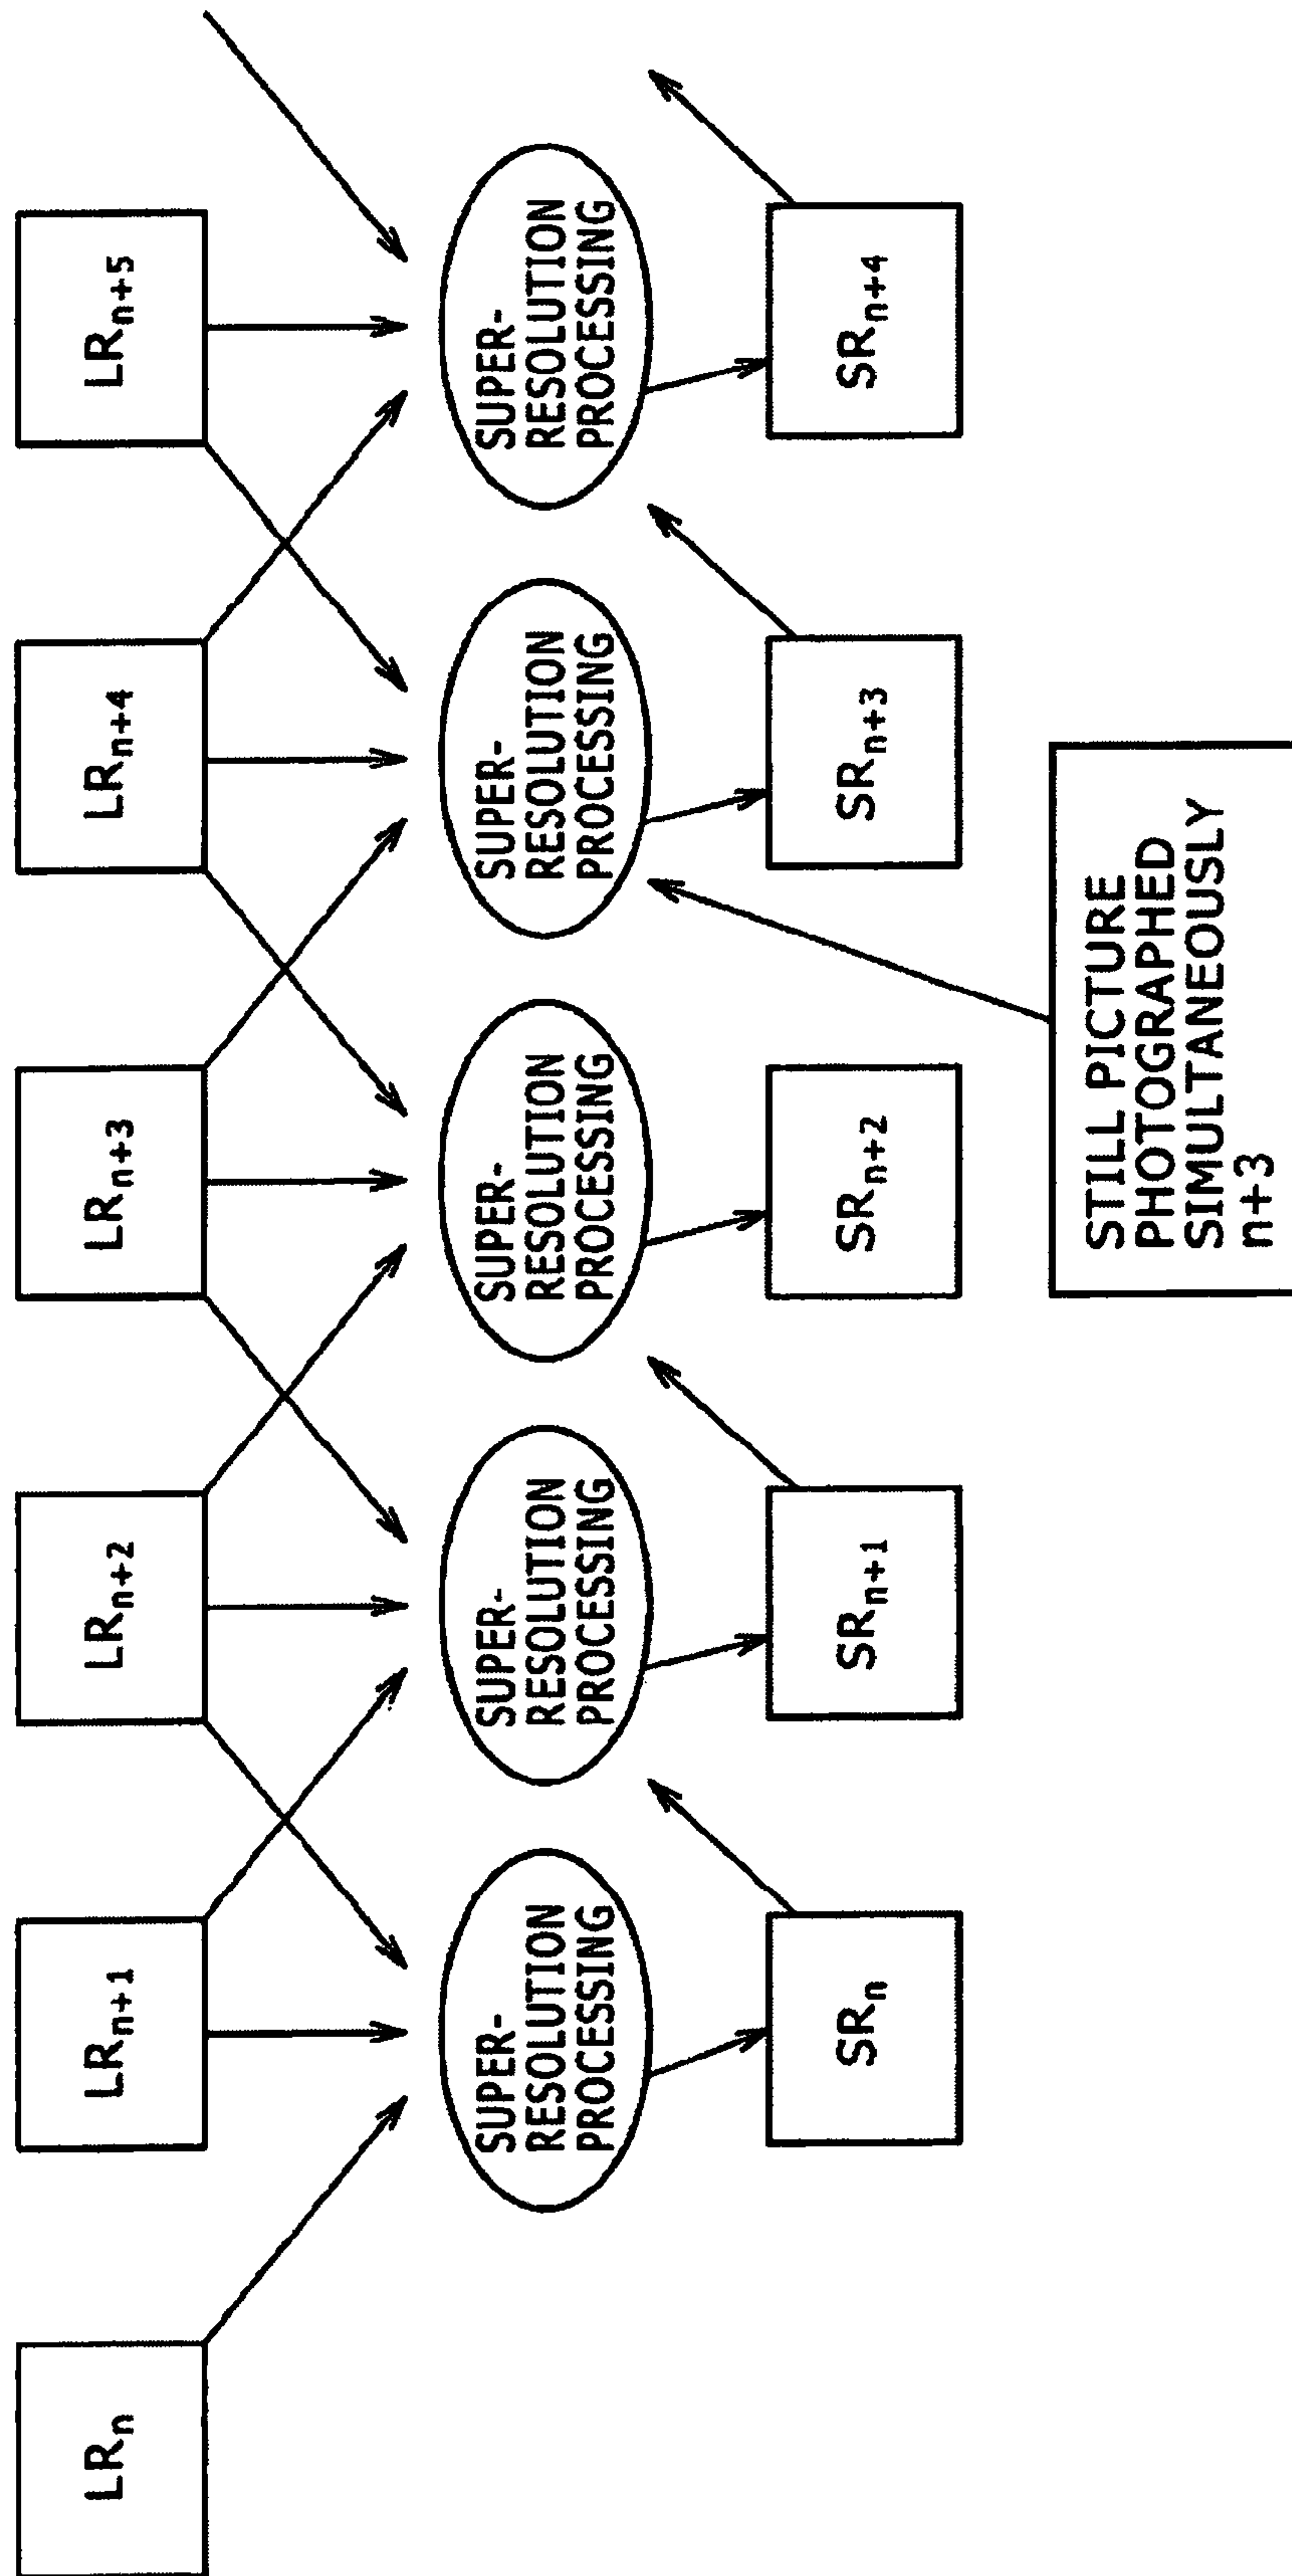 LRn
LRn+1
LRn+2
LRn+3
LRn+4
LRn+5
SUPER-
RESOLUTION
PROCESSING
SUPER-
RESOLUTION
PROCESSING
SUPER-
RESOLUTION
PROCESSING
SUPER-
RESOLUTION
PROCESSING
SUPER-
RESOLUTION
PROCESSING
SRn
SRn+1
SRn+2
SRn+3
SRn+4
STILL PICTURE
PHOTOGRAPHED
SIMULTANEOUSLY
n+3